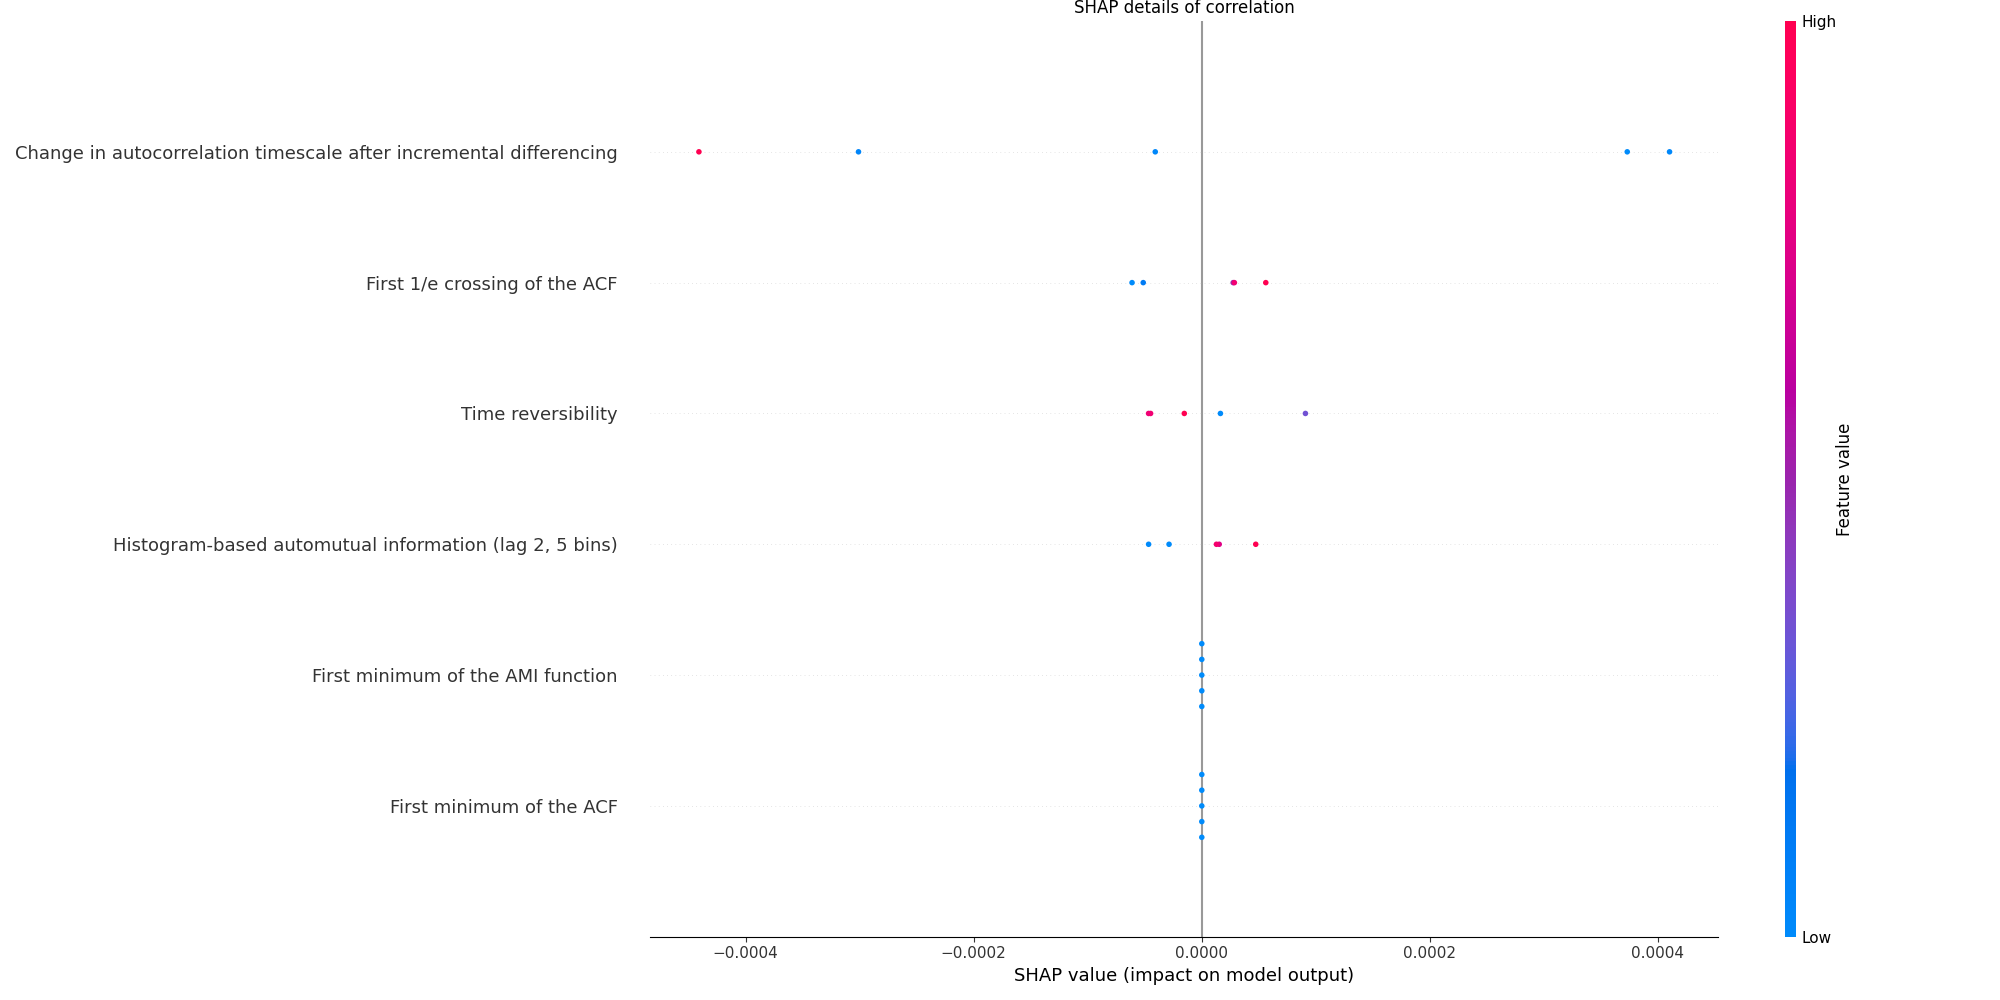 SHAP details of correlation
High
Change in autocorrelation timescale after incremental differencing
First 1/e crossing of the ACF
Time reversibility
Feature value
Histogram-based automutual information (lag 2, 5 bins)
First minimum of the AMI function
First minimum of the ACF
Low
−0.0004
−0.0002
0.0000
0.0002
0.0004
SHAP value (impact on model output)